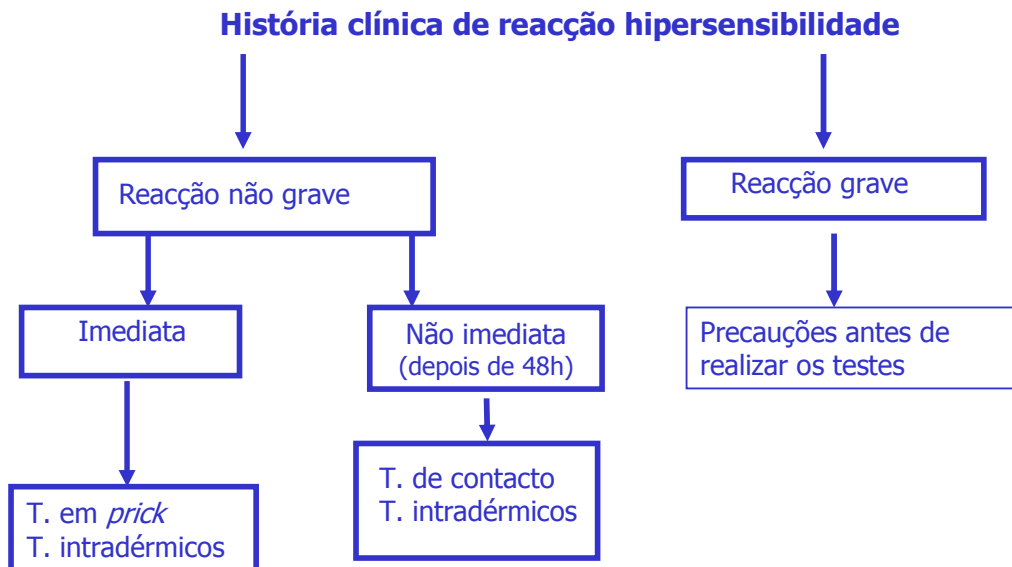 História clínica de reacção hipersensibilidade
Reacção não grave
Reacção grave
Imediata
Não imediata
(depois de 48h)
Precauções antes de
realizar os testes
T. em prick
T. intradérmicos
T. de contacto
T. intradérmicos